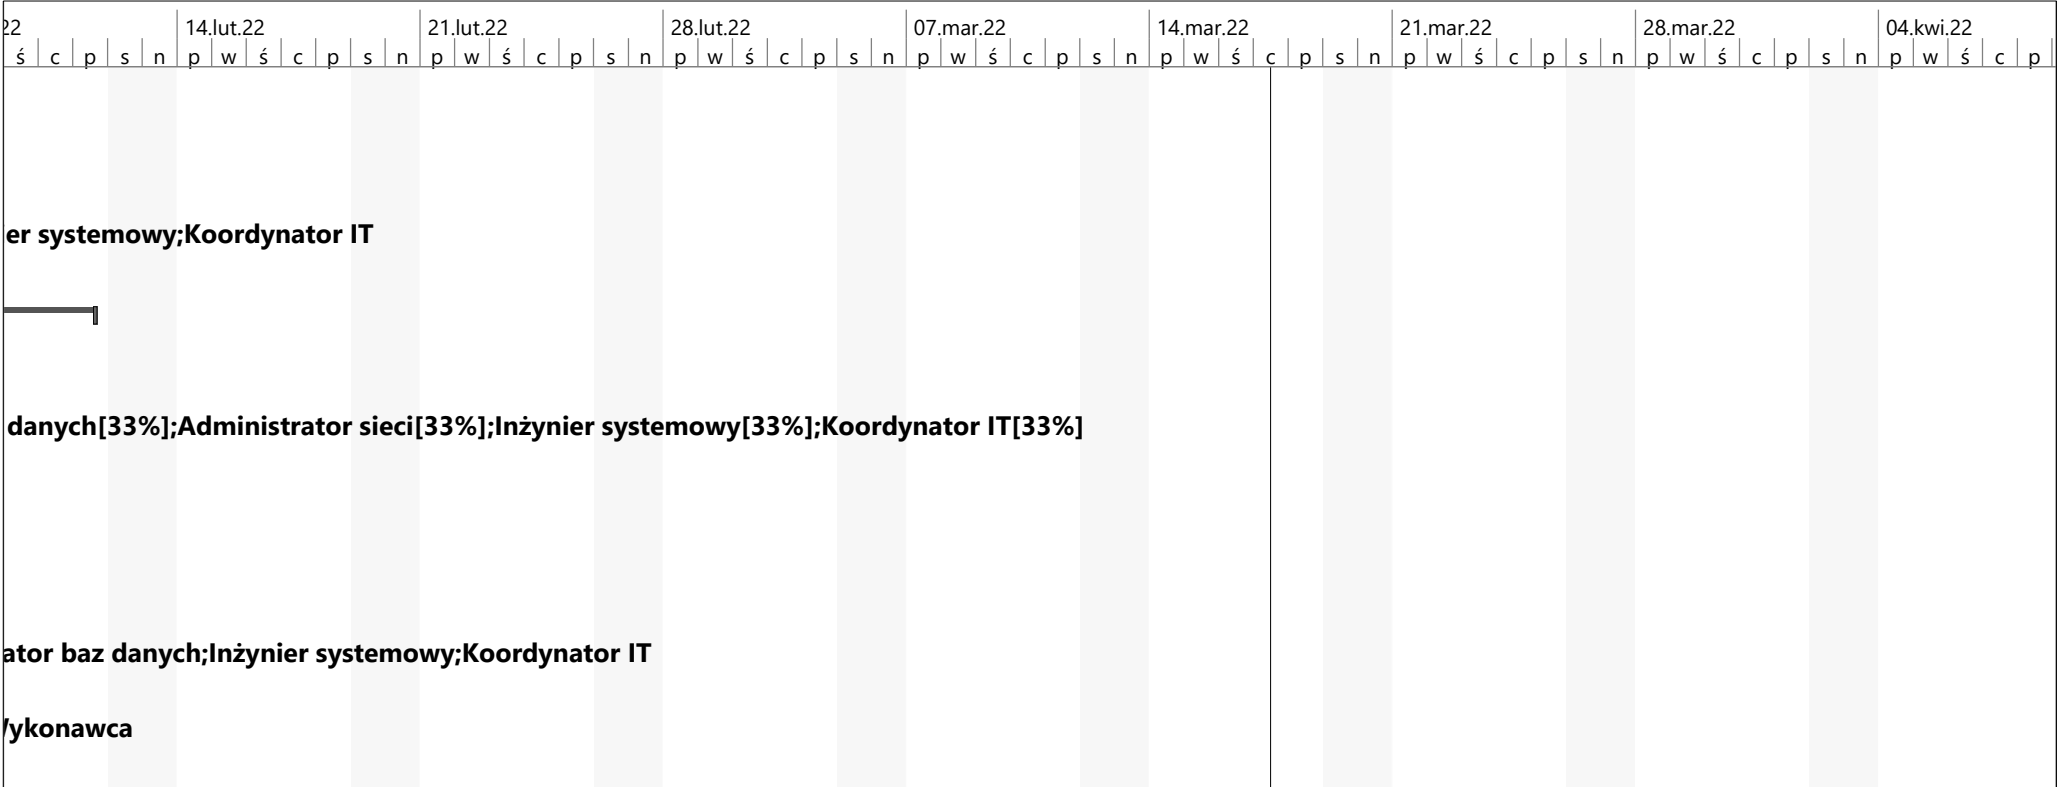 22 14.lut.22 21.lut.22 28.lut.22 07.mar.22 14.mar.22 21.mar.22 28.mar.22 04.kwi.22
ś c p s n p w ś c p s n p w ś c p s n p w ś c p s n p w ś c p s n p w ś c p s n p w ś c p s n p w ś c p s n p w ś c p
er systemowy;Koordynator IT
danych[33%];Administrator sieci[33%];Inżynier systemowy[33%];Koordynator IT[33%]
ator baz danych;Inżynier systemowy;Koordynator IT
ykonawca